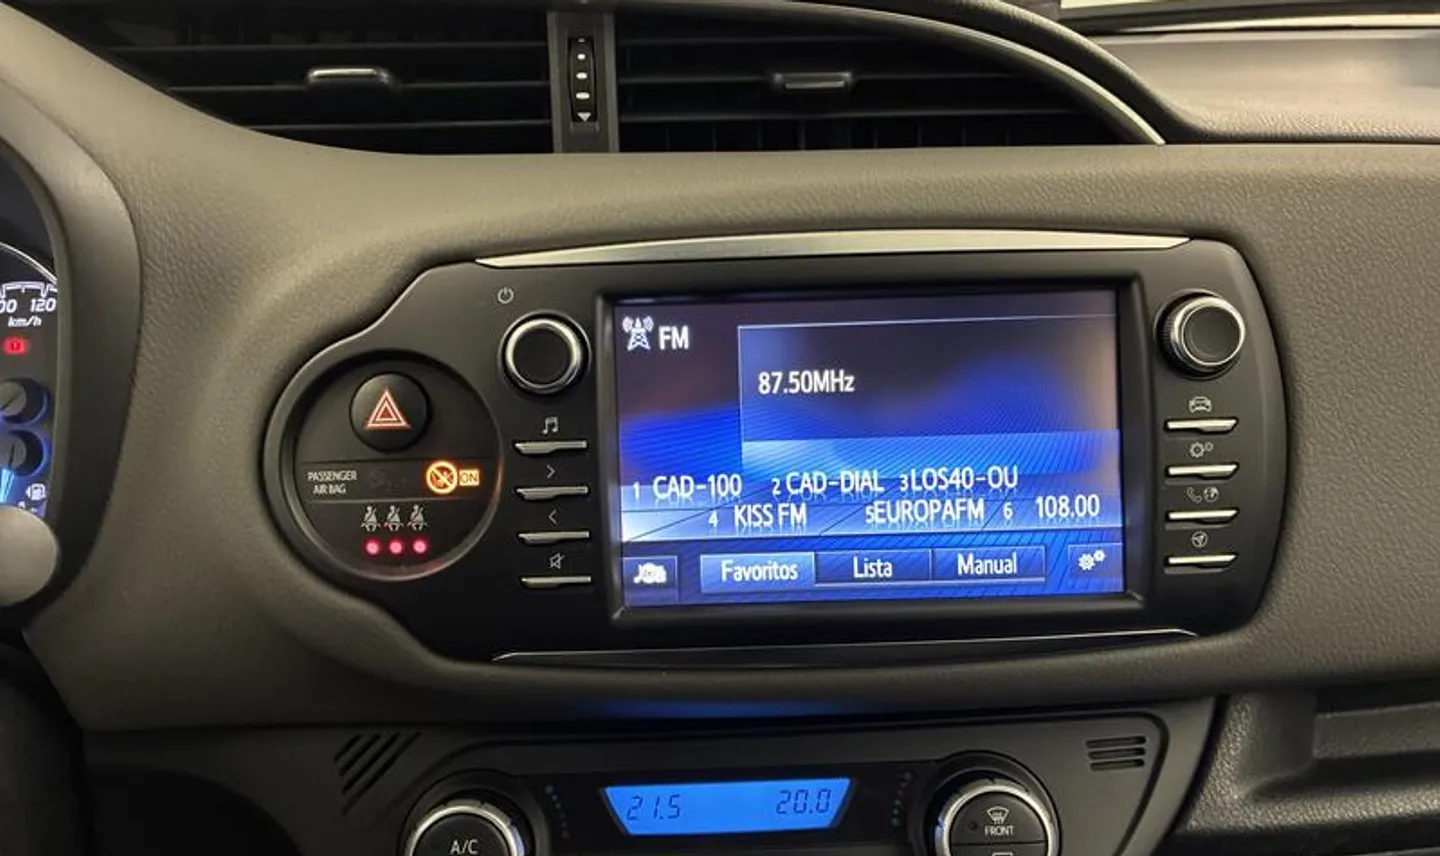 120
km/h
FM
87.50MHz
1 CAD-100 2 CAD-DIAL 3 LOS40-OU
4 KISS FM 5 EUROPAFM 6 108.00
Favoritos Lista Manual
PASSENGER
AIR BAG
ON
21.5 20.0
A/C
FRONT